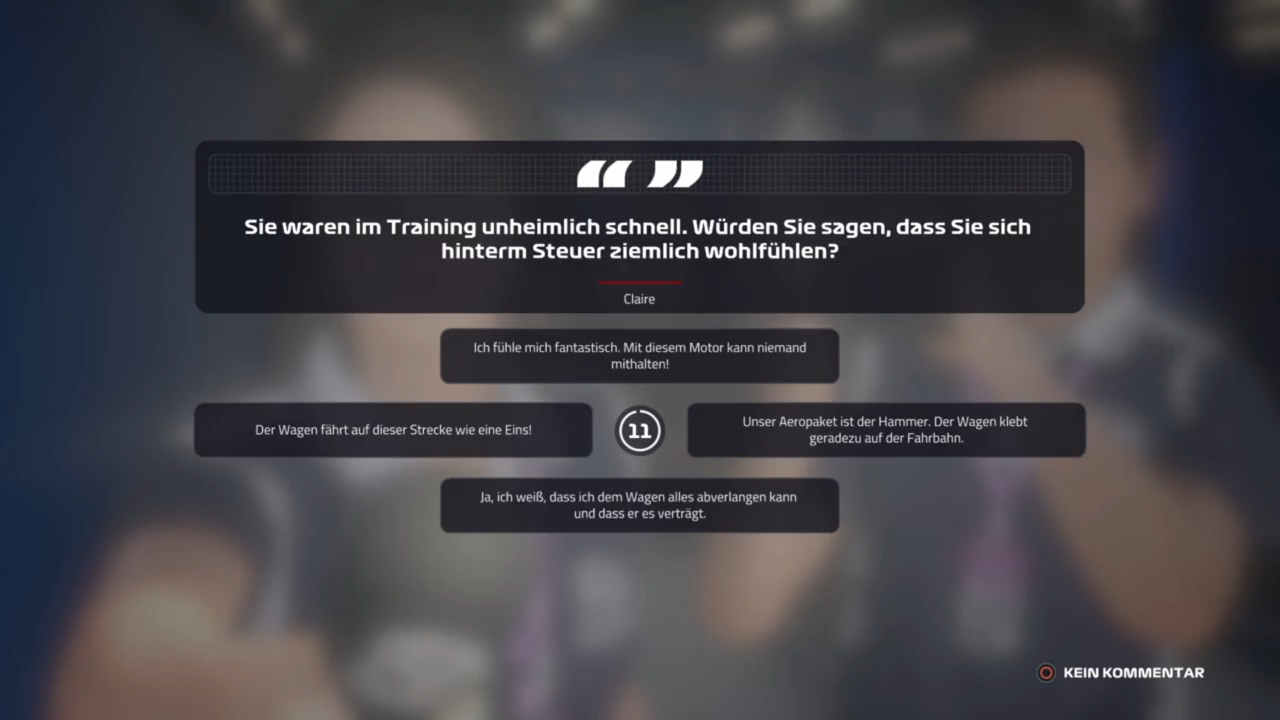 “ ”
Sie waren im Training unheimlich schnell. Würden Sie sagen, dass Sie sich
hinterm Steuer ziemlich wohlfühlen?
Claire
Ich fühle mich fantastisch. Mit diesem Motor kann niemand
mithalten!
Der Wagen fährt auf dieser Strecke wie eine Eins!
11
Unser Aeropaket ist der Hammer. Der Wagen klebt
geradezu auf der Fahrbahn.
Ja, ich weiß, dass ich dem Wagen alles abverlangen kann
und dass er es verträgt.
KEIN KOMMENTAR